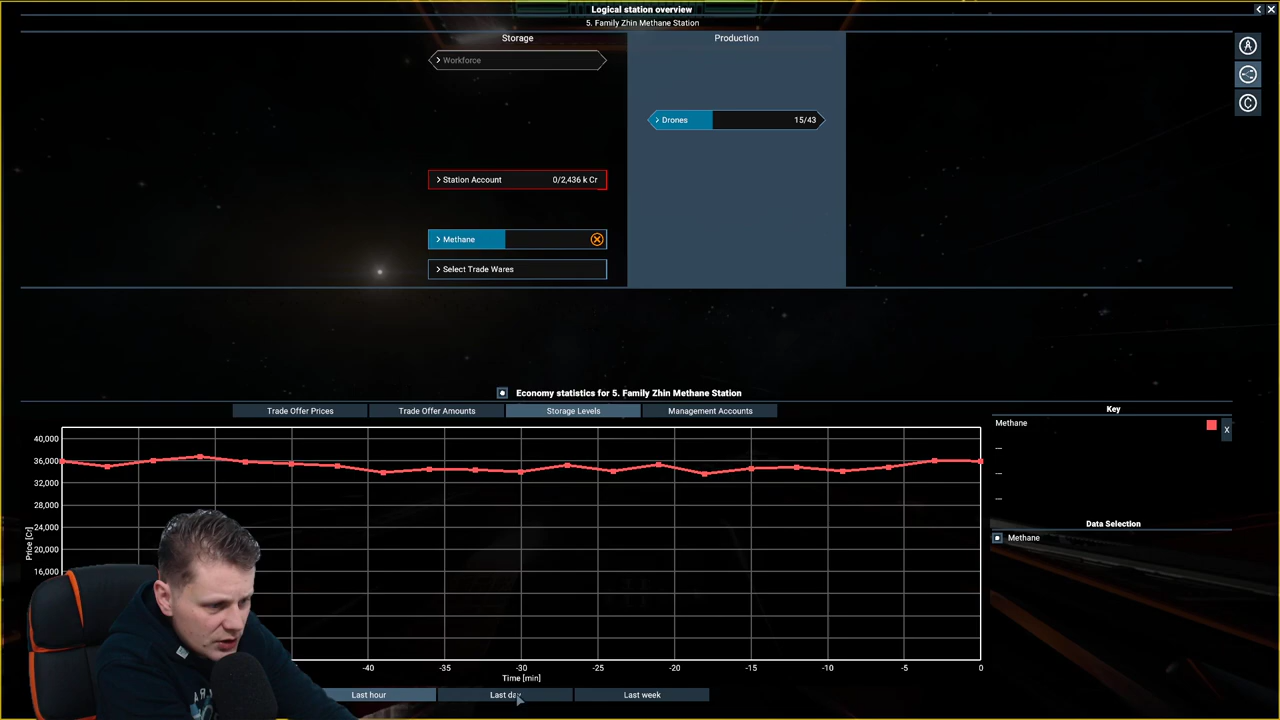 Logical station overview
5. Family Zhin Methane Station
Storage
Production
Workforce
Drones 15/43
Station Account 0/2,436 k Cr
Methane
Select Trade Wares
Economy statistics for 5. Family Zhin Methane Station
Trade Offer Prices Trade Offer Amounts Storage Levels Management Accounts
Key
Methane X
Data Selection
Methane
40,000
36,000
32,000
28,000
24,000
20,000
16,000
Price [Cr]
-40 -35 -30 -25 -20 -15 -10 -5 0
Time [min]
Last hour Last day Last week